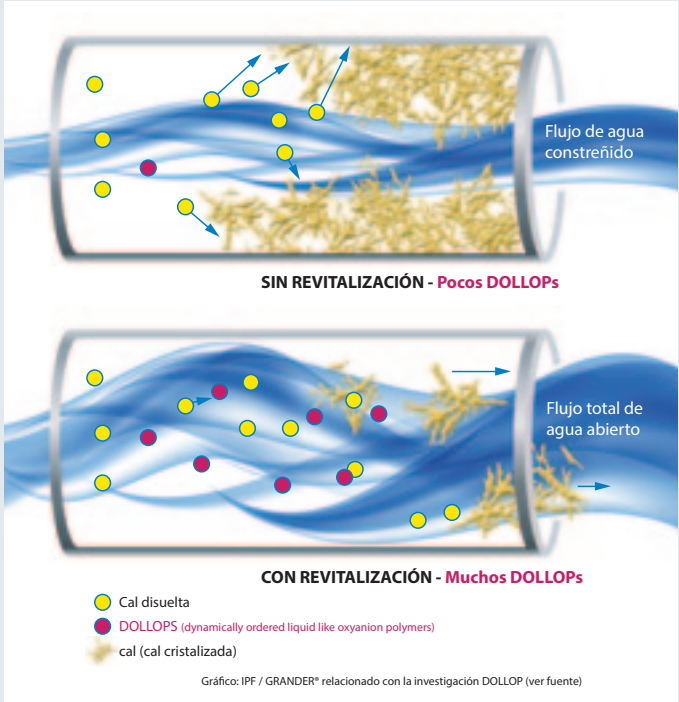 Flujo de agua
constreñido
SIN REVITALIZACIÓN - Pocos DOLLOPs
Flujo total de
agua abierto
CON REVITALIZACIÓN - Muchos DOLLOPs
Cal disuelta
DOLLOPS (dynamically ordered liquid like oxyanion polymers)
cal (cal cristalizada)
Gráfico: IPF / GRANDER® relacionado con la investigación DOLLOP (ver fuente)